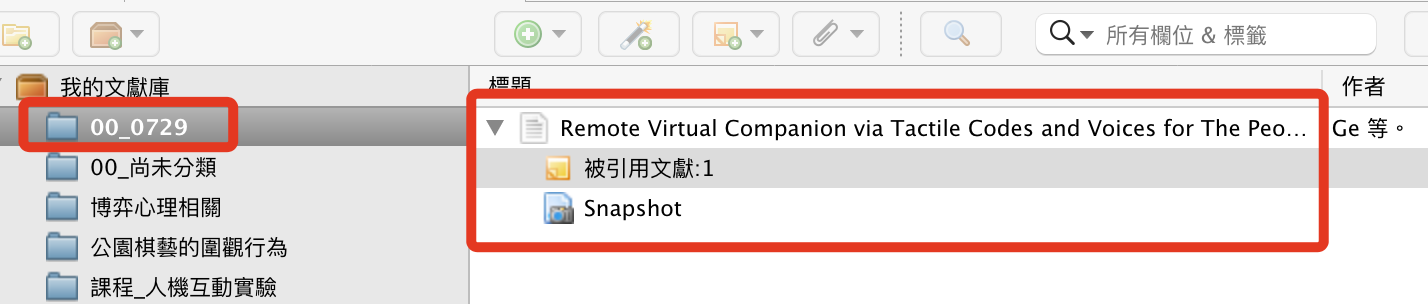 所有欄位 & 標籤
我的文獻庫
00_0729
00_尚未分類
博弈心理相關
公園棋藝的圍觀行為
課程_人機互動實驗
標題
作者
Remote Virtual Companion via Tactile Codes and Voices for The Peo...
Ge 等。
被引用文獻:1
Snapshot